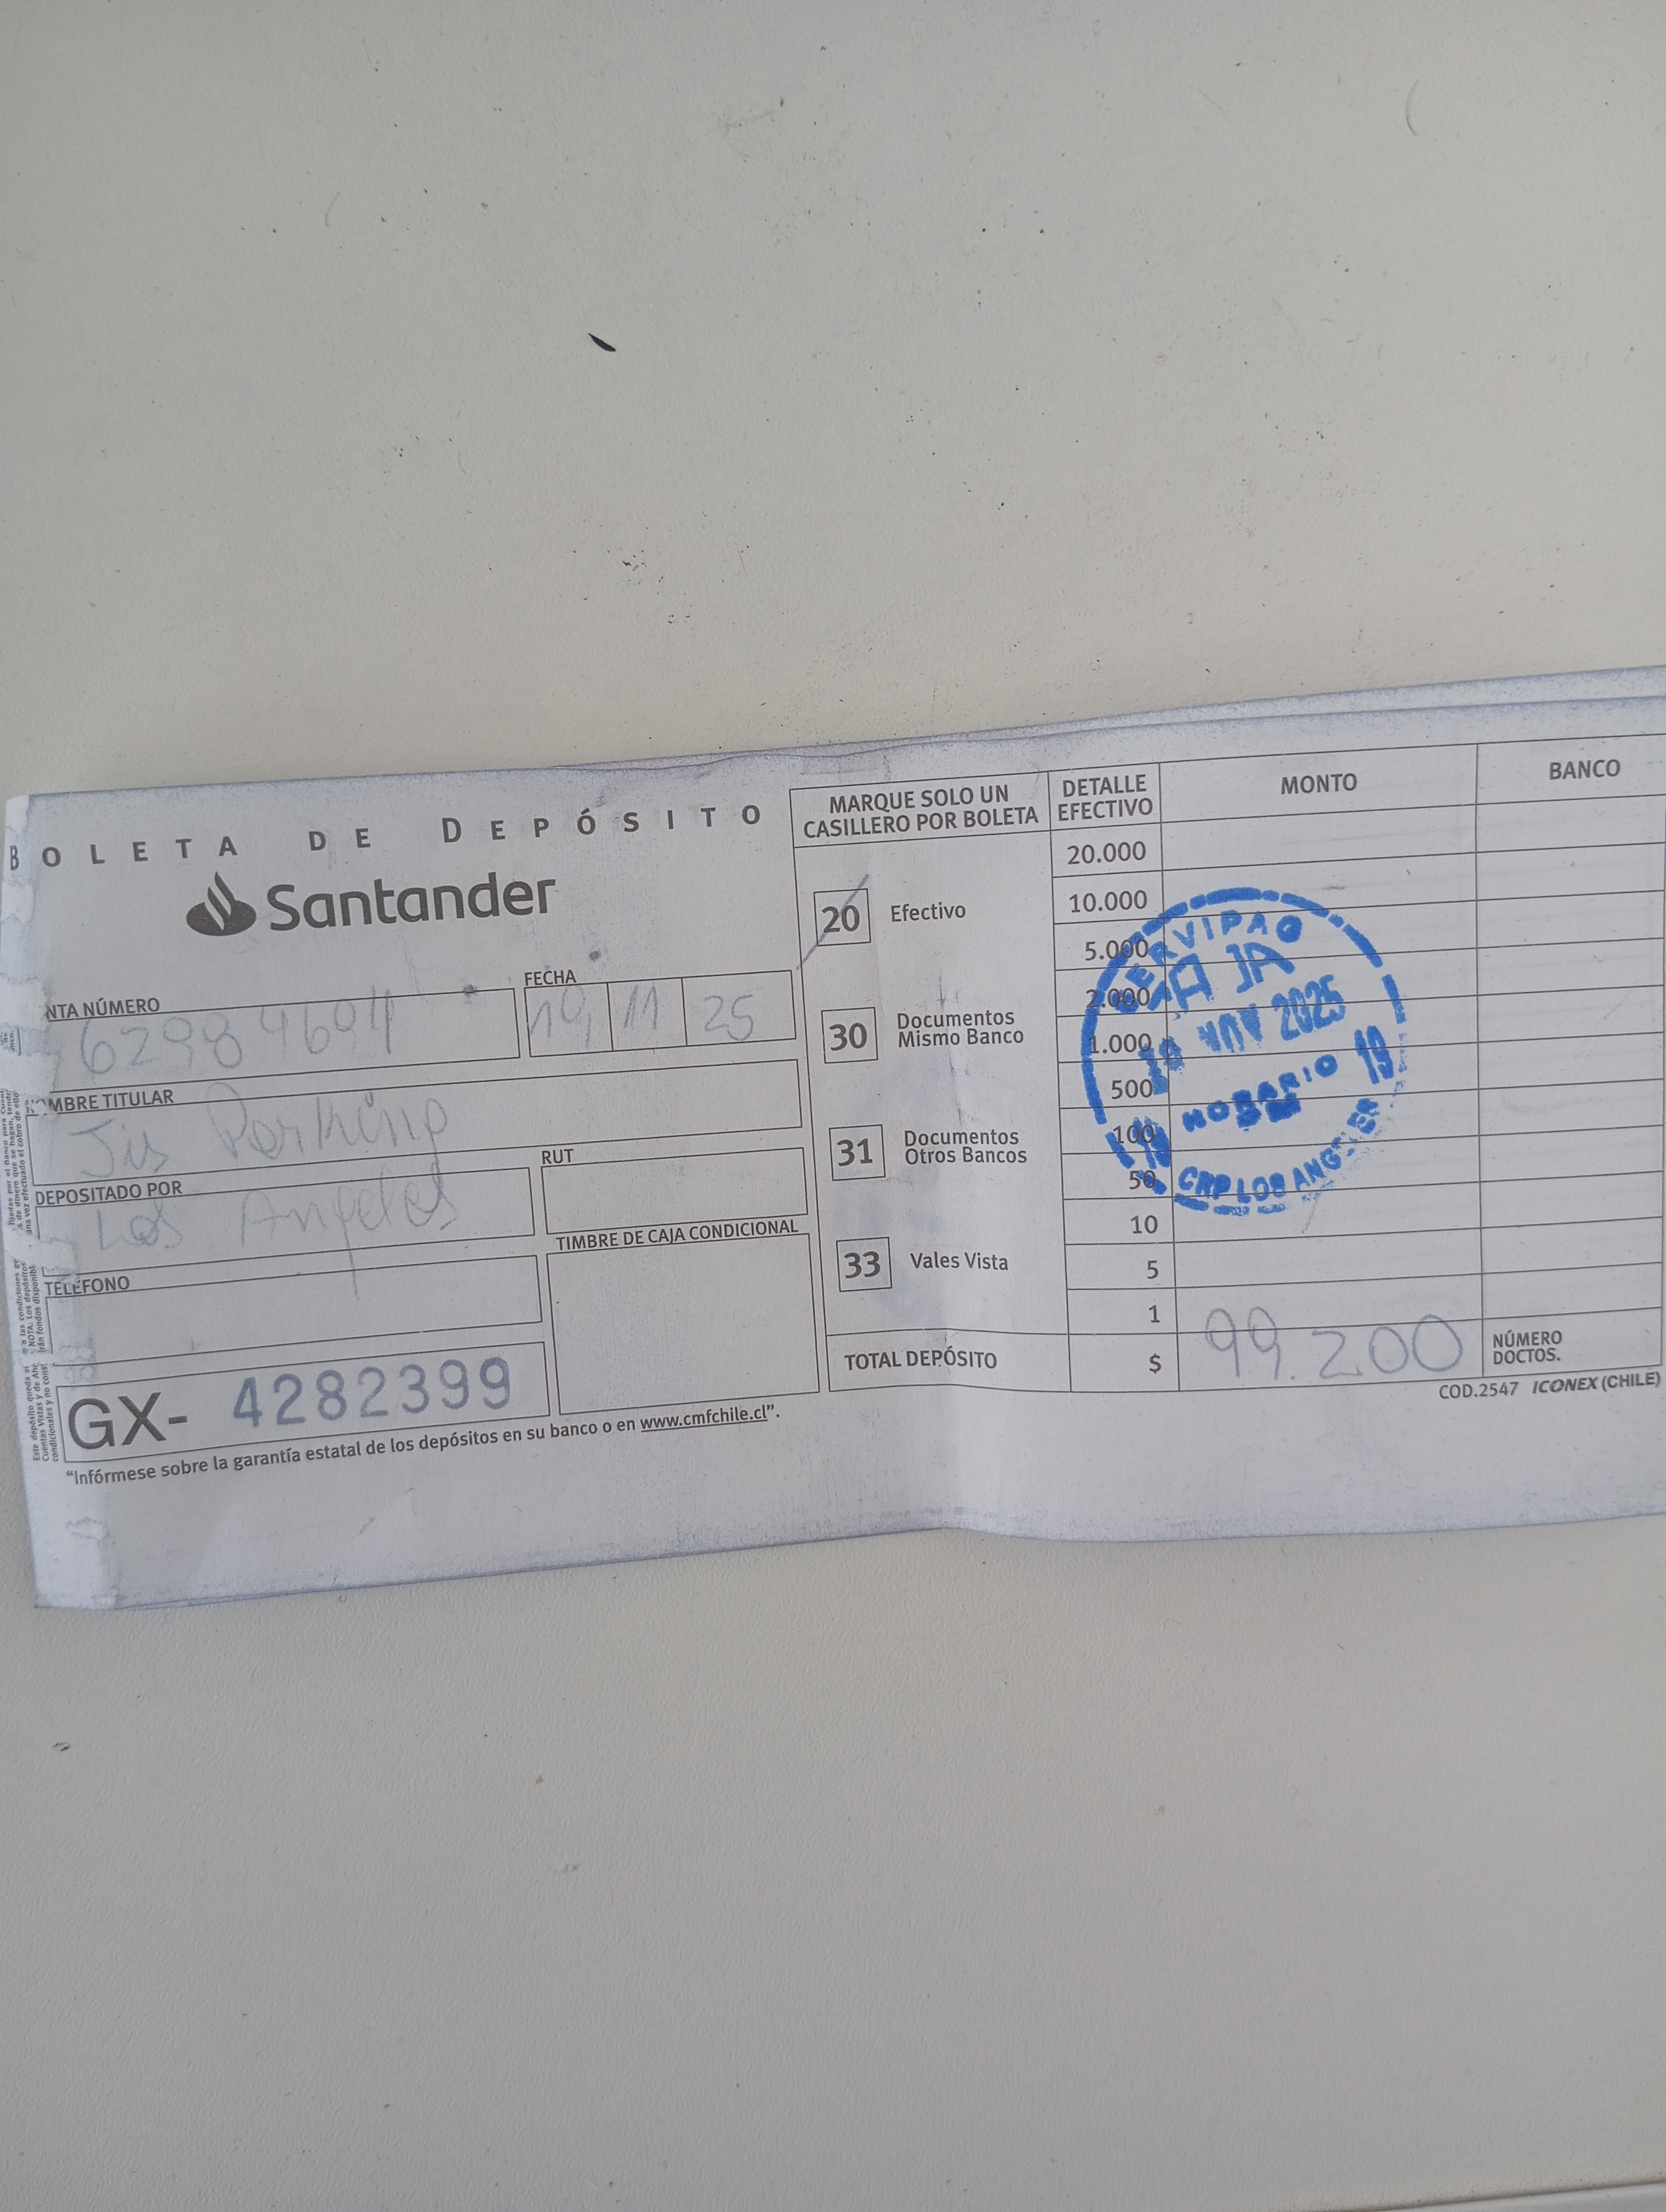 BOLETA DE DEPÓSITO
Santander
NTA NÚMERO
62984604
FECHA
19 11 25
NOMBRE TITULAR
Jis Parking
DEPOSITADO POR
Los Angeles
RUT
TELÉFONO
TIMBRE DE CAJA CONDICIONAL
GX- 4282399
"Infórmese sobre la garantía estatal de los depósitos en su banco o en www.cmfchile.cl".
MARQUE SOLO UN
CASILLERO POR BOLETA
20 Efectivo
30 Documentos
Mismo Banco
31 Documentos
Otros Bancos
33 Vales Vista
TOTAL DEPÓSITO
DETALLE
EFECTIVO
20.000
10.000
5.000
2.000
1.000
500
100
50
10
5
1
$
MONTO
99.200
BANCO
NÚMERO
DOCTOS.
COD.2547 ICONEX (CHILE)
SERVIPAG
CAJA
NOV 2025
HORARIO 19
LOS ANGELES